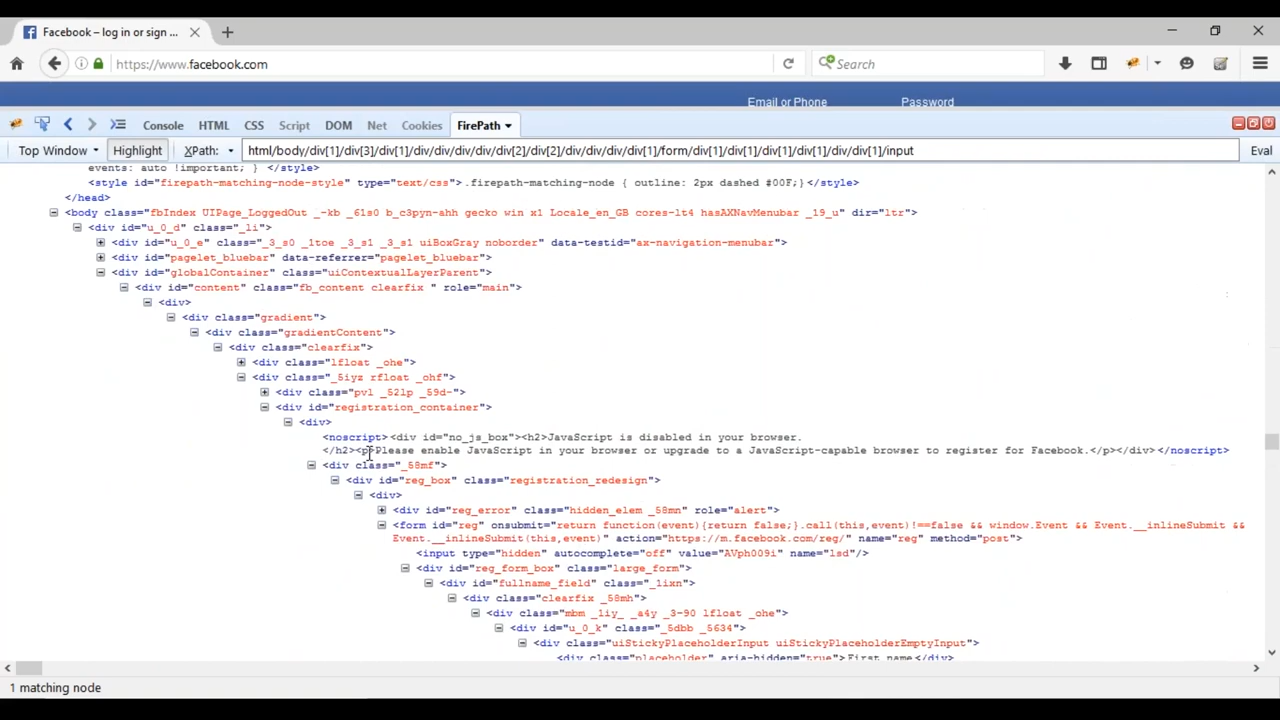 Facebook – log in or sign ...
https://www.facebook.com
Search
Email or Phone Password
Console HTML CSS Script DOM Net Cookies FirePath
Top Window Highlight XPath: html/body/div[1]/div[3]/div[1]/div/div/div/div/div[2]/div[2]/div/div/div/div[1]/form/div[1]/div[1]/div[1]/div[1]/div/div[1]/input Eval
events: auto !important; } </style>
<style id="firepath-matching-node-style" type="text/css">.firepath-matching-node { outline: 2px dashed #00F;}</style>
</head>
<body class="fbIndex UIPage_LoggedOut _-kb _61s0 b_c3pyn-ahh gecko win x1 Locale_en_GB cores-lt4 hasAXNavMenubar _19_u" dir="ltr">
<div id="u_0_d" class="_li">
<div id="u_0_e" class="_3_s0 _1toe _3_s1 _3_s1 uiBoxGray noborder" data-testid="ax-navigation-menubar">
<div id="pagelet_bluebar" data-referrer="pagelet_bluebar">
<div id="globalContainer" class="uiContextualLayerParent">
<div id="content" class="fb_content clearfix " role="main">
<div>
<div class="gradient">
<div class="gradientContent">
<div class="clearfix">
<div class="lfloat _ohe">
<div class="_5iyz rfloat _ohf">
<div class="pvl _52lp _59d-">
<div id="registration_container">
<div>
<noscript><div id="no_js_box"><h2>JavaScript is disabled in your browser.
</h2><p>Please enable JavaScript in your browser or upgrade to a JavaScript-capable browser to register for Facebook.</p></div></noscript>
<div class="_58mf">
<div id="reg_box" class="registration_redesign">
<div>
<div id="reg_error" class="hidden_elem _58mn" role="alert">
<form id="reg" onsubmit="return function(event){return false;}.call(this,event)!==false && window.Event && Event.__inlineSubmit &&
Event.__inlineSubmit(this,event)" action="https://m.facebook.com/reg/" name="reg" method="post">
<input type="hidden" autocomplete="off" value="AVph009i" name="lsd"/>
<div id="reg_form_box" class="large_form">
<div id="fullname_field" class="_1ixn">
<div class="clearfix _58mh">
<div class="mbm _1iy_ _a4y _3-90 lfloat _ohe">
<div id="u_0_k" class="_5dbb _5634">
<div class="uiStickyPlaceholderInput uiStickyPlaceholderEmptyInput">
<div class="placeholder" aria-hidden="true">First name</div>
1 matching node